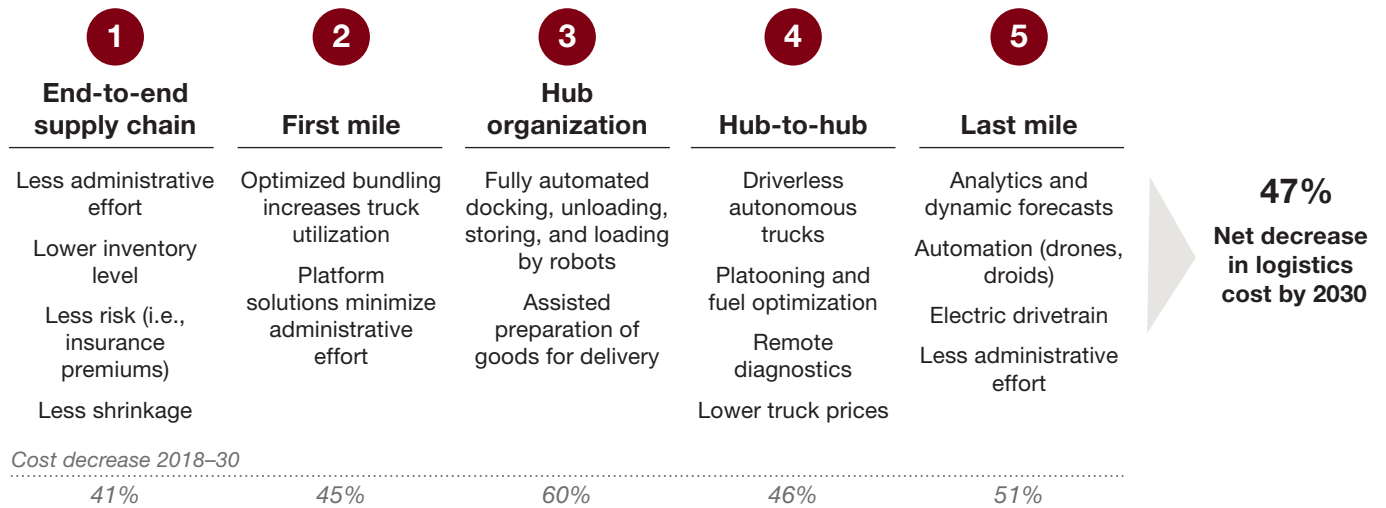 1
End-to-end
supply chain
Less administrative
effort
Lower inventory
level
Less risk (i.e.,
insurance
premiums)
Less shrinkage
2
First mile
Optimized bundling
increases truck
utilization
Platform
solutions minimize
administrative
effort
3
Hub
organization
Fully automated
docking, unloading,
storing, and loading
by robots
Assisted
preparation of
goods for delivery
4
Hub-to-hub
Driverless
autonomous
trucks
Platooning and
fuel optimization
Remote
diagnostics
Lower truck prices
5
Last mile
Analytics and
dynamic forecasts
Automation (drones,
droids)
Electric drivetrain
Less administrative
effort
47%
Net decrease
in logistics
cost by 2030
Cost decrease 2018–30
41%
45%
60%
46%
51%